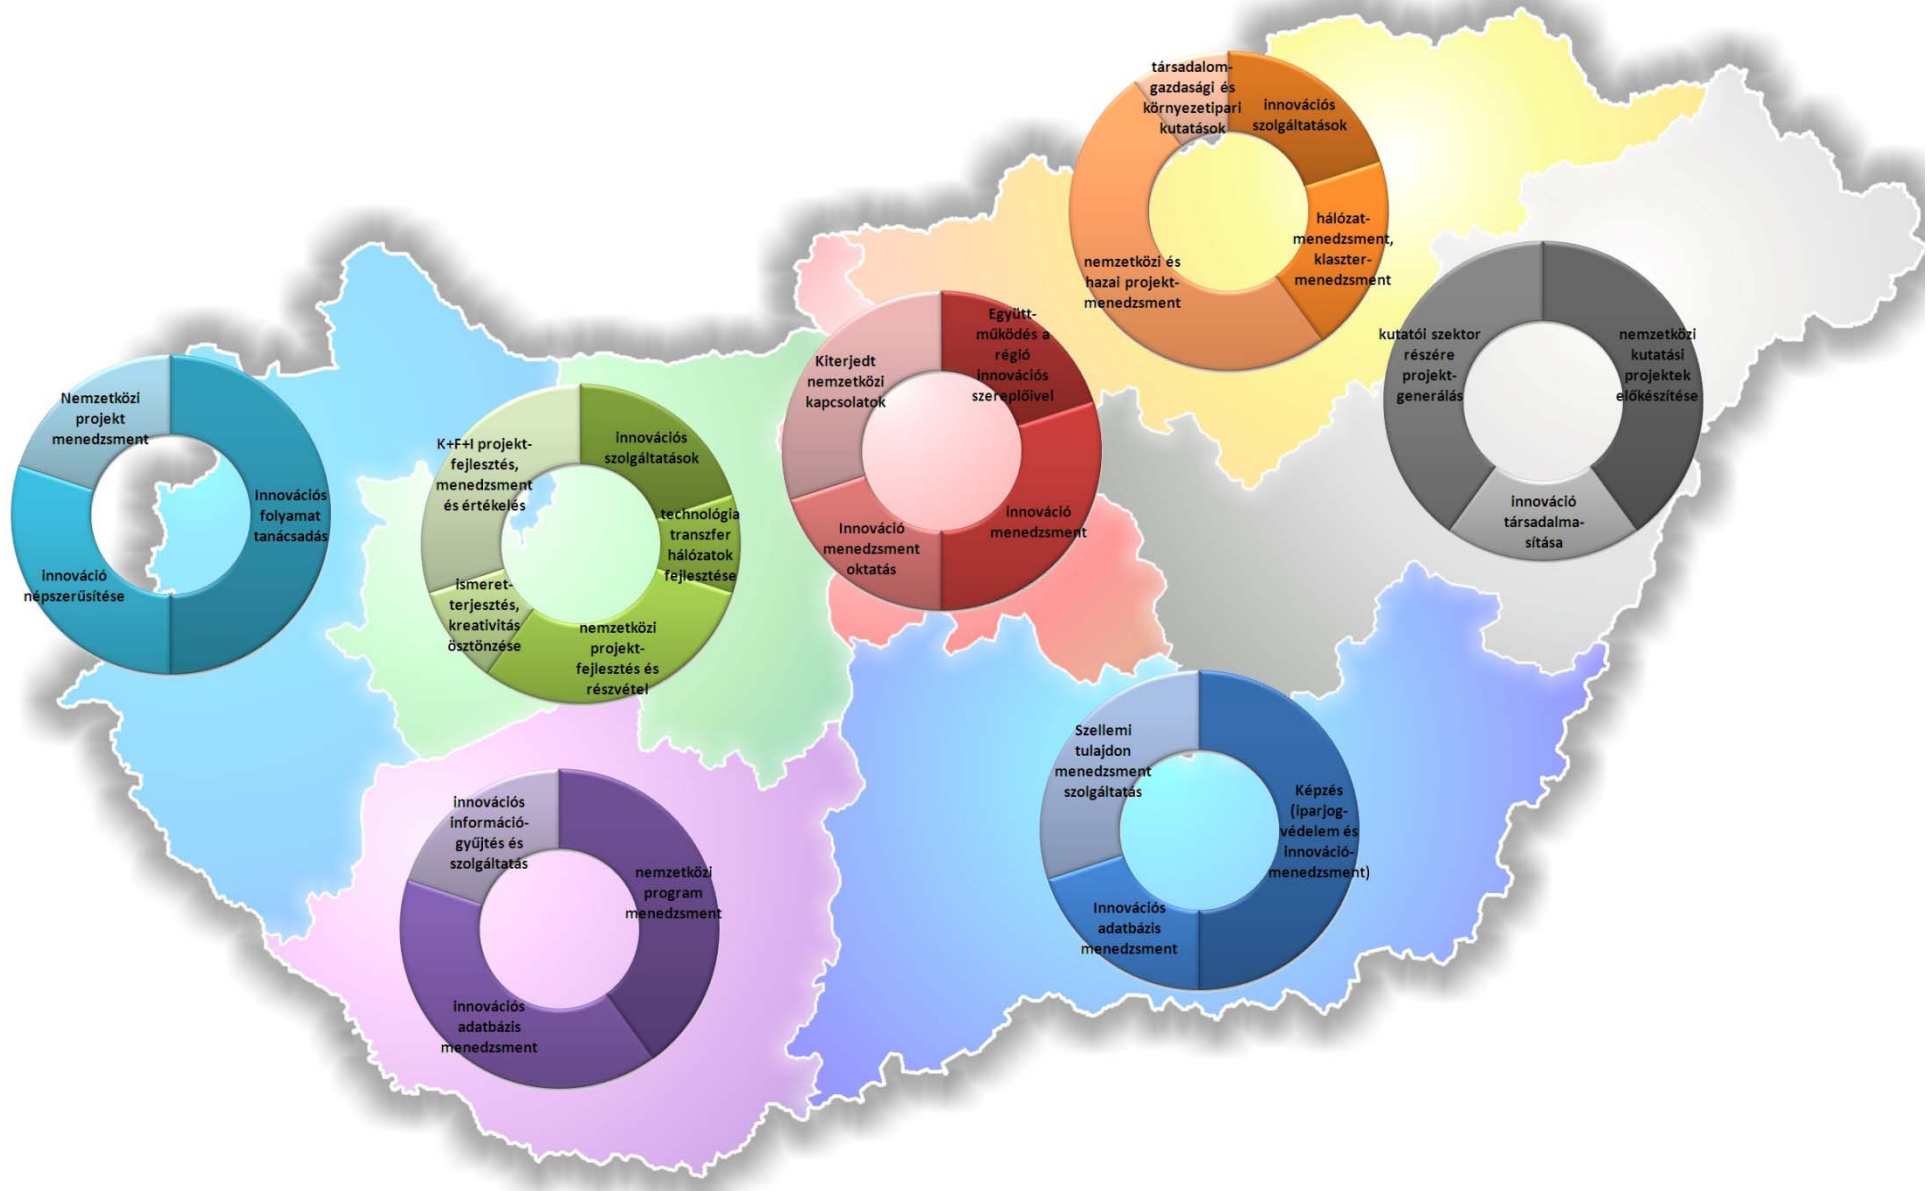 társadalom-
gazdasági és
környezetipari
kutatások
innovációs
szolgáltatások
hálózat-
menedzsment,
klaszter-
menedzsment
nemzetközi és
hazai projekt-
menedzsment
kutatói szektor
részére
projekt-
generálás
nemzetközi
kutatási
projektek
előkészítése
innováció
társadalma-
sítása
Kiterjedt
nemzetközi
kapcsolatok
Együtt-
működés a
régió
innovációs
szereplőivel
innováció
menedzsment
Innováció
menedzsment
oktatás
Nemzetközi
projekt
menedzsment
Innovációs
folyamat
tanácsadás
innováció
népszerűsítése
K+F+I projekt-
fejlesztés,
menedzsment
és értékelés
innovációs
szolgáltatások
technológia
transzfer
hálózatok
fejlesztése
ismeret-
terjesztés,
kreativitás
ösztönzése
nemzetközi
projekt-
fejlesztés és
részvétel
Szellemi
tulajdon
menedzsment
szolgáltatás
Képzés
(iparjog-
védelem és
innováció-
menedzsment)
Innovációs
adatbázis
menedzsment
innovációs
információ-
gyűjtés és
szolgáltatás
nemzetközi
program
menedzsment
innovációs
adatbázis
menedzsment